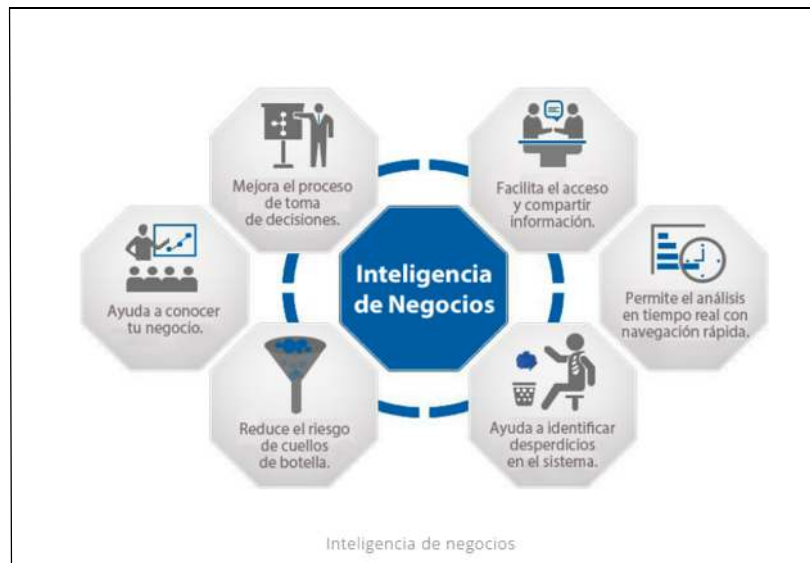 Mejora el proceso
de toma
de decisiones.
Facilita el acceso
y compartir
información.
Ayuda a conocer
tu negocio.
Inteligencia
de Negocios
Permite el análisis
en tiempo real con
navegación rápida.
Reduce el riesgo
de cuellos
de botella.
Ayuda a identificar
desperdicios
en el sistema.
Inteligencia de negocios